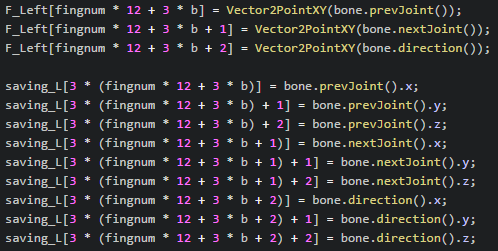 F_Left[fingnum * 12 + 3 * b] = Vector2PointXY(bone.prevJoint());
F_Left[fingnum * 12 + 3 * b + 1] = Vector2PointXY(bone.nextJoint());
F_Left[fingnum * 12 + 3 * b + 2] = Vector2PointXY(bone.direction());

saving_L[3 * (fingnum * 12 + 3 * b)] = bone.prevJoint().x;
saving_L[3 * (fingnum * 12 + 3 * b) + 1] = bone.prevJoint().y;
saving_L[3 * (fingnum * 12 + 3 * b) + 2] = bone.prevJoint().z;
saving_L[3 * (fingnum * 12 + 3 * b + 1)] = bone.nextJoint().x;
saving_L[3 * (fingnum * 12 + 3 * b + 1) + 1] = bone.nextJoint().y;
saving_L[3 * (fingnum * 12 + 3 * b + 1) + 2] = bone.nextJoint().z;
saving_L[3 * (fingnum * 12 + 3 * b + 2)] = bone.direction().x;
saving_L[3 * (fingnum * 12 + 3 * b + 2) + 1] = bone.direction().y;
saving_L[3 * (fingnum * 12 + 3 * b + 2) + 2] = bone.direction().z;